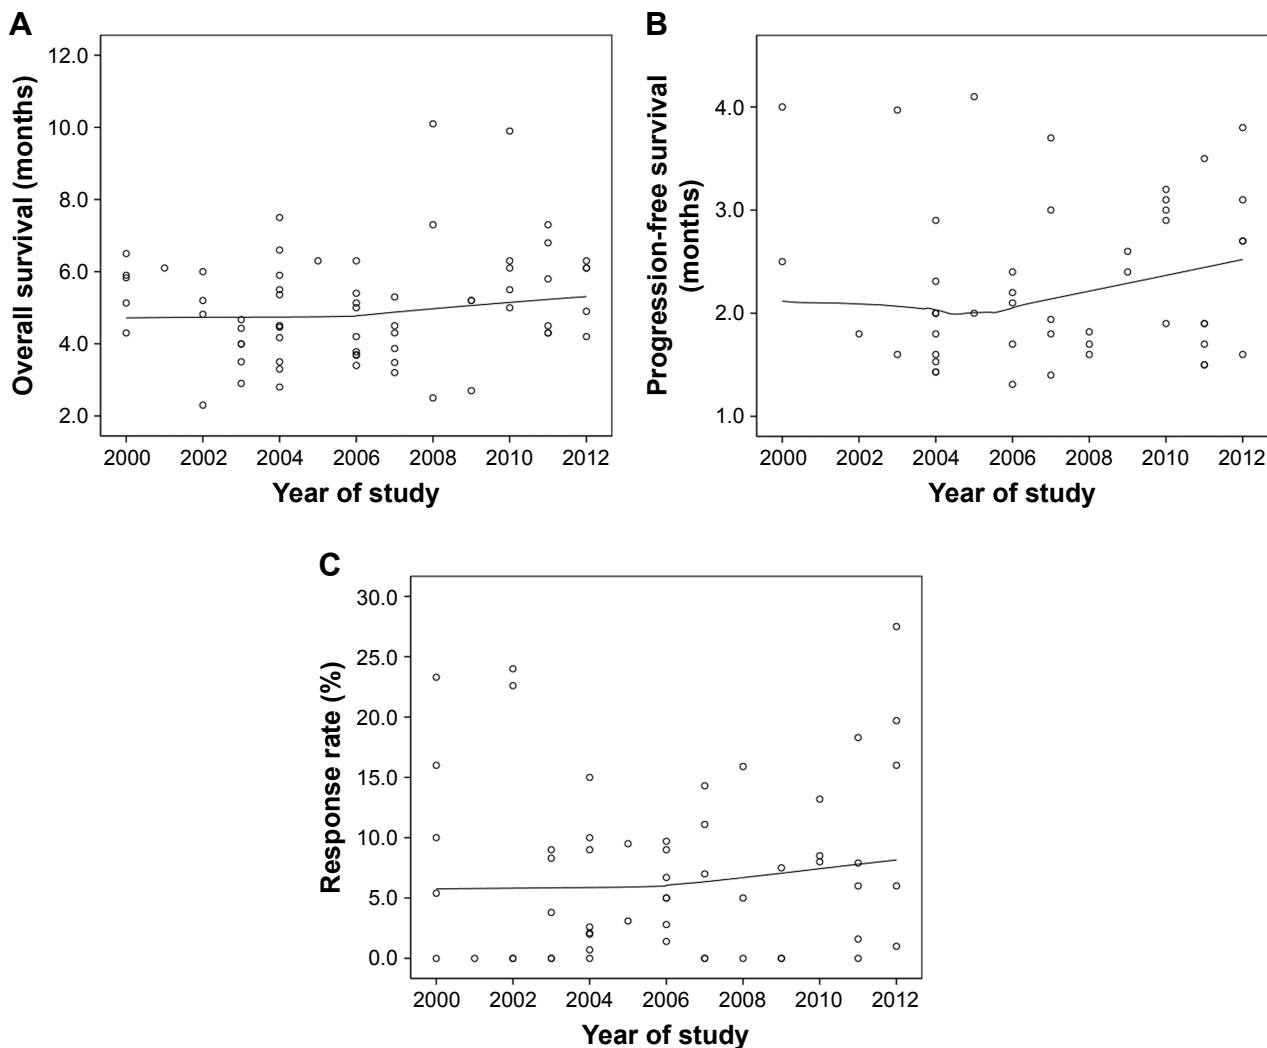 A
Overall survival (months)
12.0
10.0
8.0
6.0
4.0
2.0
2000 2002 2004 2006 2008 2010 2012
Year of study
B
Progression-free survival
(months)
4.0
3.0
2.0
1.0
2000 2002 2004 2006 2008 2010 2012
Year of study
C
Response rate (%)
30.0
25.0
20.0
15.0
10.0
5.0
0.0
2000 2002 2004 2006 2008 2010 2012
Year of study